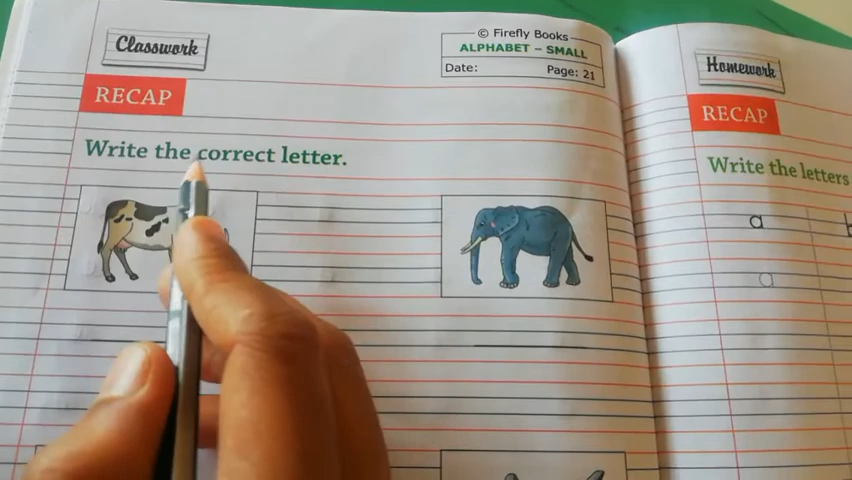 Classwork
© Firefly Books
ALPHABET – SMALL
Date: Page: 21
RECAP
Write the correct letter.
Homework
RECAP
Write the letters
a
a